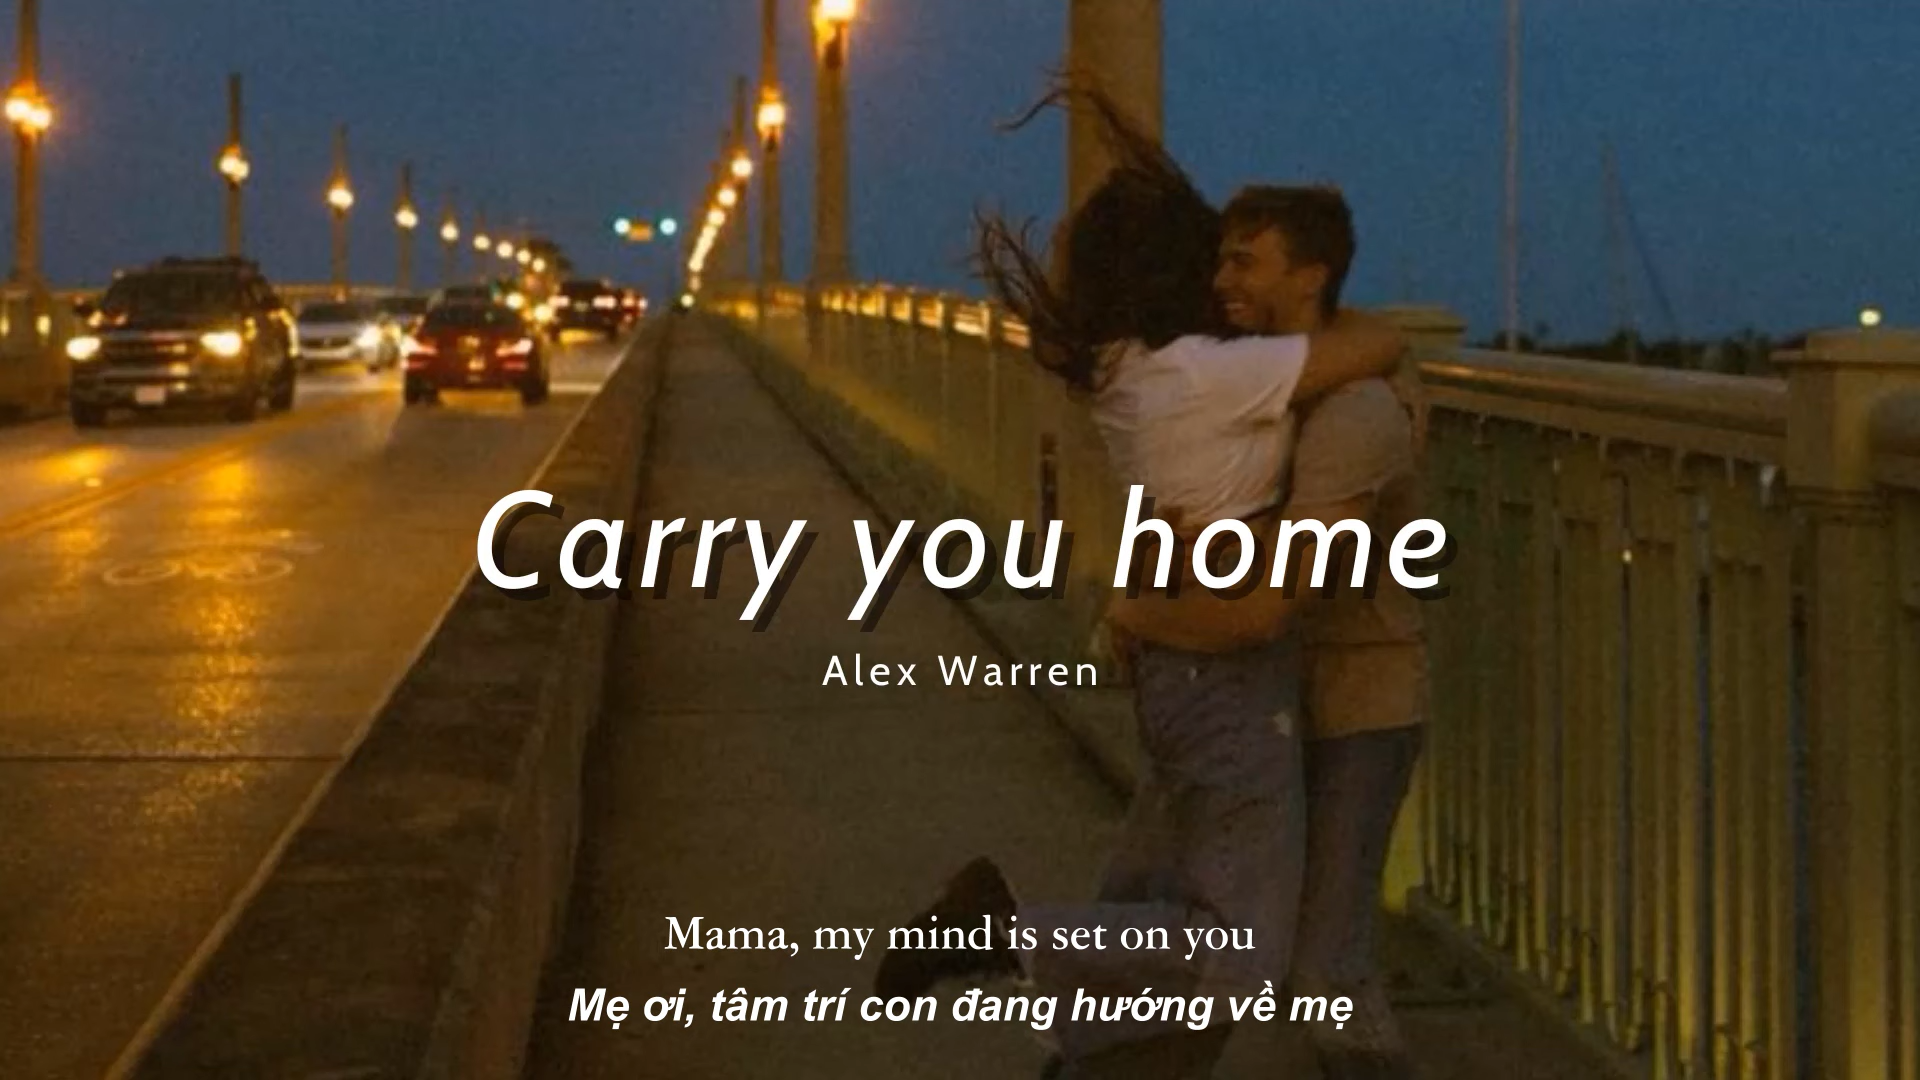 Carry you home
Alex Warren
Mama, my mind is set on you
Mẹ ơi, tâm trí con đang hướng về mẹ